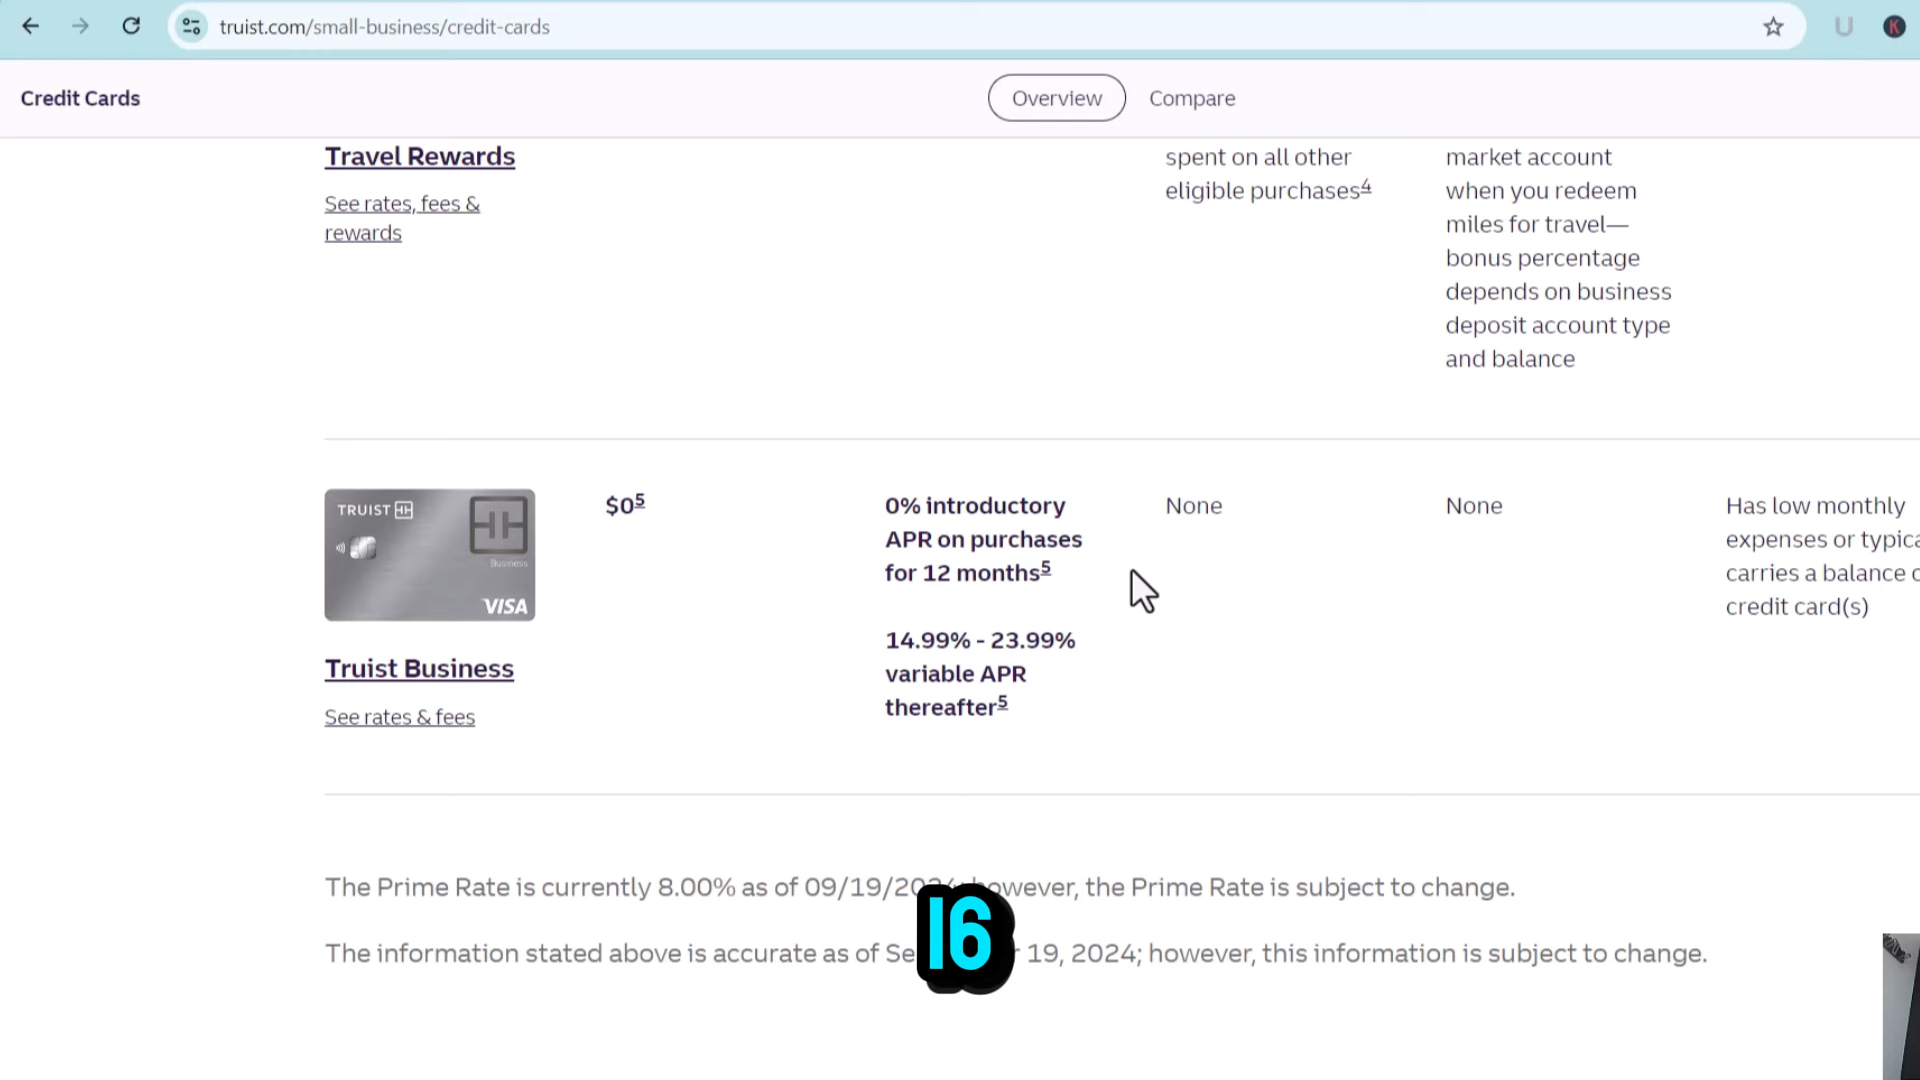 truist.com/small-business/credit-cards
U
K
Credit Cards
Overview
Compare
Travel Rewards
See rates, fees &
rewards
spent on all other
eligible purchases4
market account
when you redeem
miles for travel—
bonus percentage
depends on business
deposit account type
and balance
TRUIST
Business
VISA
Truist Business
See rates & fees
$05
0% introductory
APR on purchases
for 12 months5
14.99% - 23.99%
variable APR
thereafter5
None
None
Has low monthly
expenses or typica
carries a balance o
credit card(s)
The Prime Rate is currently 8.00% as of 09/19/2024; however, the Prime Rate is subject to change.
The information stated above is accurate as of Se r 19, 2024; however, this information is subject to change.
16